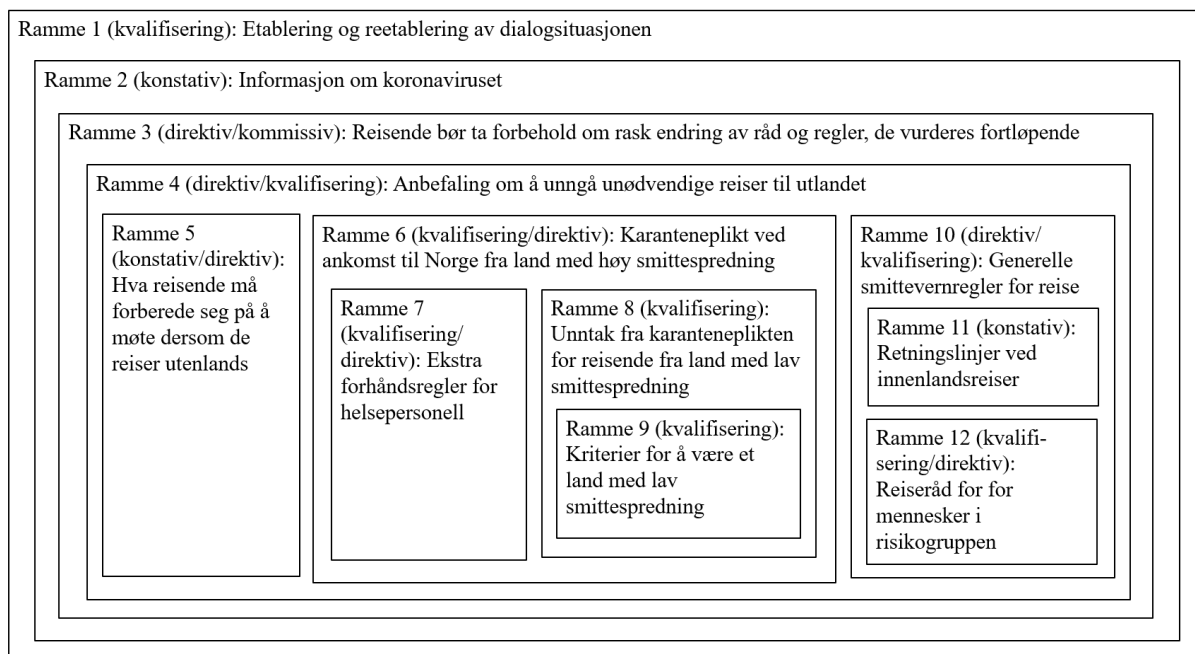 Ramme 1 (kvalifisering): Etablering og reetablering av dialogsituasjonen
Ramme 2 (konstativ): Informasjon om koronaviruset
Ramme 3 (direktiv/kommissiv): Reisende bør ta forbehold om rask endring av råd og regler, de vurderes fortløpende
Ramme 4 (direktiv/kvalifisering): Anbefaling om å unngå unødvendige reiser til utlandet
Ramme 5
(konstativ/direktiv):
Hva reisende må
forberede seg på å
møte dersom de
reiser utenlands
Ramme 6 (kvalifisering/direktiv): Karanteneplikt ved
ankomst til Norge fra land med høy smittespredning
Ramme 7
(kvalifisering/
direktiv): Ekstra
forhåndsregler for
helsepersonell
Ramme 8 (kvalifisering):
Unntak fra karanteneplikten
for reisende fra land med lav
smittespredning
Ramme 9 (kvalifisering):
Kriterier for å være et
land med lav
smittespredning
Ramme 10 (direktiv/
kvalifisering): Generelle
smittevernregler for reise
Ramme 11 (konstativ):
Retningslinjer ved
innenlandsreiser
Ramme 12 (kvalifi-
sering/direktiv):
Reiseråd for for
mennesker i
risikogruppen